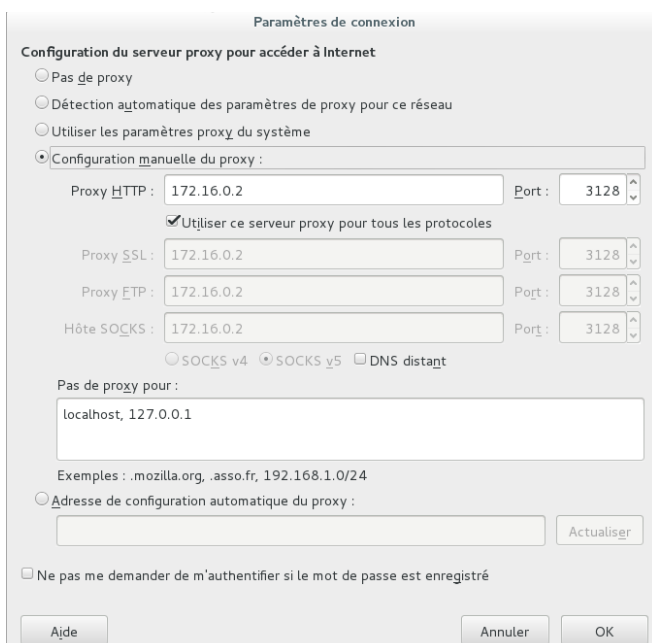 Paramètres de connexion
Configuration du serveur proxy pour accéder à Internet
Pas de proxy
Détection automatique des paramètres de proxy pour ce réseau
Utiliser les paramètres proxy du système
Configuration manuelle du proxy :
Proxy HTTP : 172.16.0.2 Port : 3128
Utiliser ce serveur proxy pour tous les protocoles
Proxy SSL : 172.16.0.2 Port : 3128
Proxy FTP : 172.16.0.2 Port : 3128
Hôte SOCKS : 172.16.0.2 Port : 3128
SOCKS v4 SOCKS v5 DNS distant
Pas de proxy pour :
localhost, 127.0.0.1
Exemples : .mozilla.org, .asso.fr, 192.168.1.0/24
Adresse de configuration automatique du proxy :
Actualiser
Ne pas me demander de m'authentifier si le mot de passe est enregistré
Aide Annuler OK